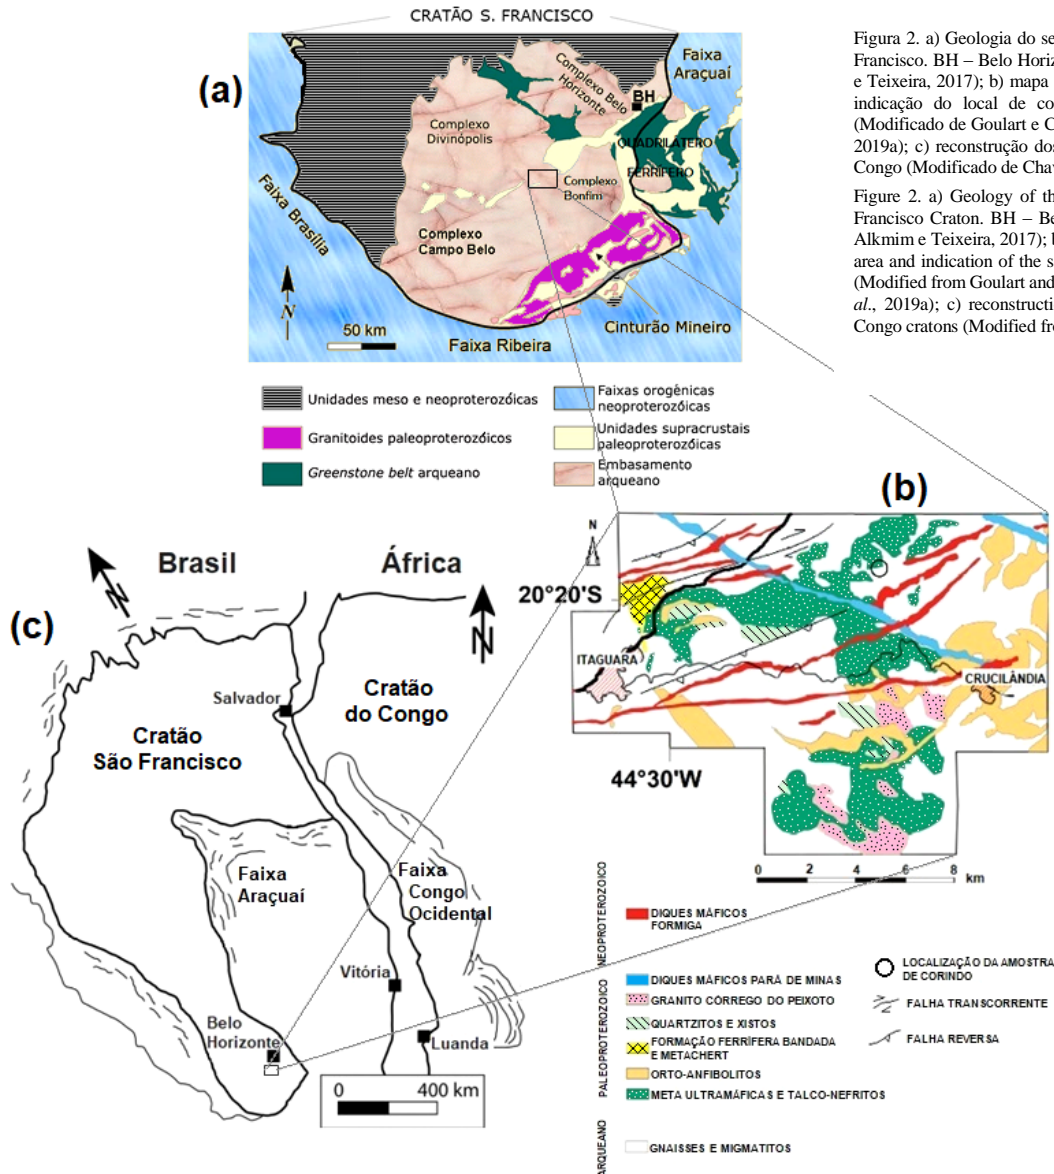 CRATÃO S. FRANCISCO
(a)
Faixa
Araçuaí
BH
Complexo Belo
Horizonte
Complexo
Divinópolis
QUADRILÁTERO
FERRÍFERO
Complexo
Bonfim
Faixa Brasília
Complexo
Campo Belo
N
50 km
Cinturão Mineiro
Faixa Ribeira
Unidades meso e neoproterozóicas
Granitoides paleoproterozóicos
Greenstone belt arqueano
Faixas orogénicas
neoproterozóicas
Unidades supracrustais
paleoproterozóicas
Embasamento
arqueano
Figura 2. a) Geologia do se
Francisco. BH – Belo Horiz
e Teixeira, 2017); b) mapa
indicação do local de co
(Modificado de Goulart e C
2019a); c) reconstrução dos
Congo (Modificado de Chav
Figure 2. a) Geology of th
Francisco Craton. BH – Be
Alkmim e Teixeira, 2017); b
area and indication of the s
(Modified from Goulart and
al., 2019a); c) reconstructi
Congo cratons (Modified fro
(b)
N
20°20'S
ITAGUARA
CRUCILÂNDIA
44°30'W
0 2 4 6 8 km
NEOPROTEROZOICO
DIQUES MÁFICOS
FORMIGA
PALEOPROTEROZOICO
DIQUES MÁFICOS PARÁ DE MINAS
GRANITO CÓRREGO DO PEIXOTO
QUARTZITOS E XISTOS
FORMAÇÃO FERRÍFERA BANDADA
E METACHERT
ORTO-ANFIBOLITOS
META ULTRAMÁFICAS E TALCO-NEFRITOS
ARQUEANO
GNAISSES E MIGMATITOS
LOCALIZAÇÃO DA AMOSTRA
DE CORINDO
FALHA TRANSCORRENTE
FALHA REVERSA
(c)
Brasil
África
N
N
Salvador
Cratão
São Francisco
Cratão
do Congo
Faixa
Araçuaí
Faixa
Congo
Ocidental
Vitória
Belo
Horizonte
Luanda
0 400 km